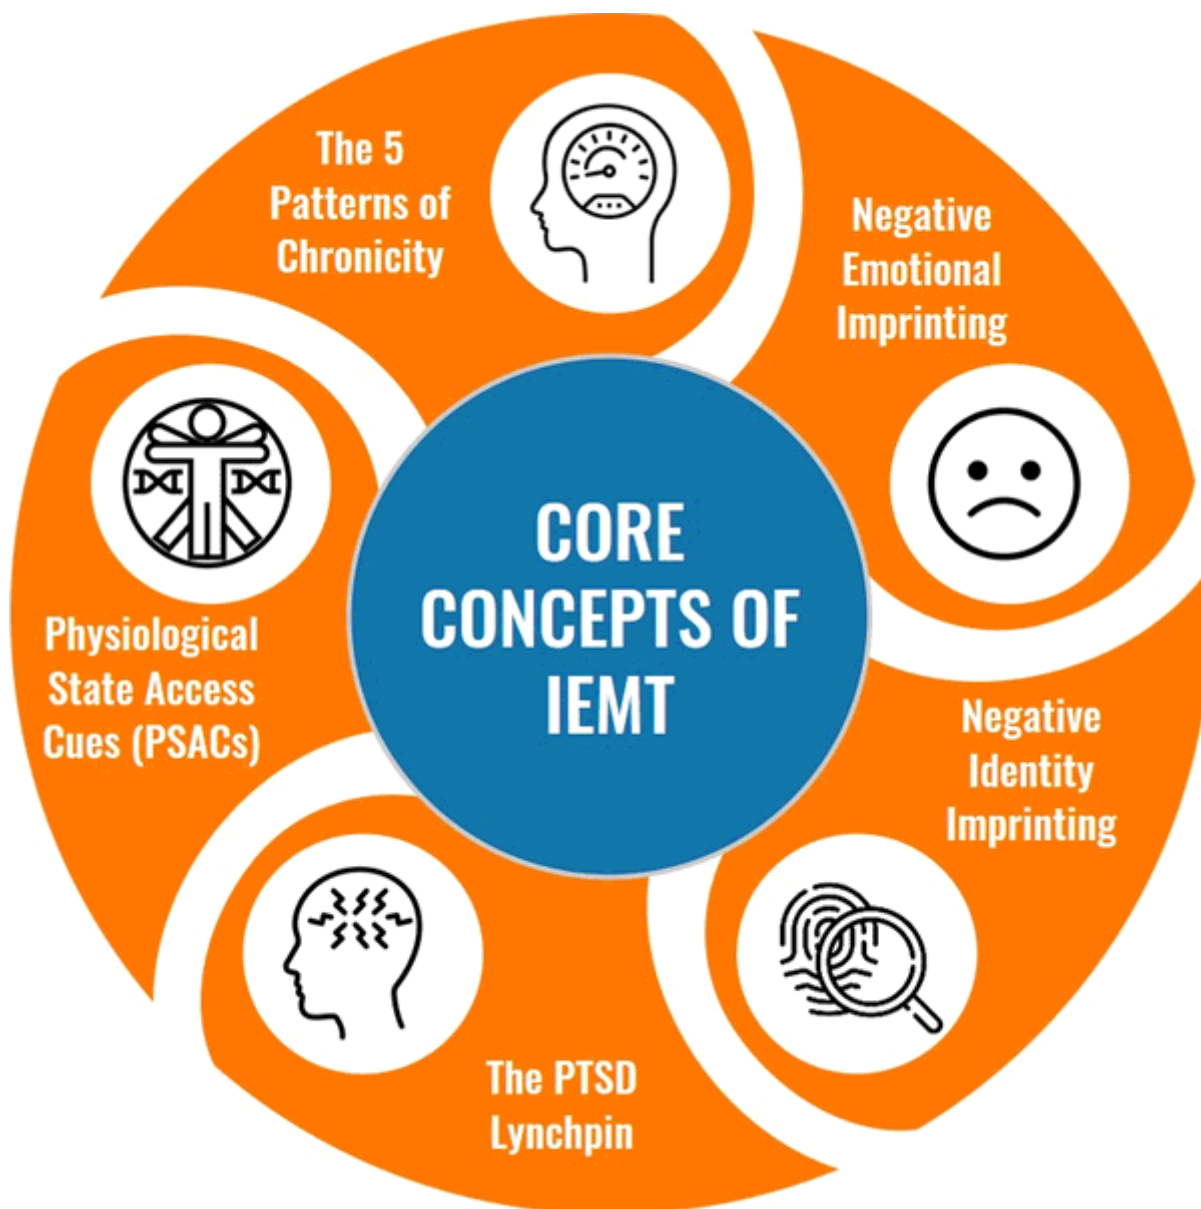 The 5
Patterns of
Chronicity
Negative
Emotional
Imprinting
CORE
CONCEPTS OF
IEMT
Physiological
State Access
Cues (PSACs)
Negative
Identity
Imprinting
The PTSD
Lynchpin